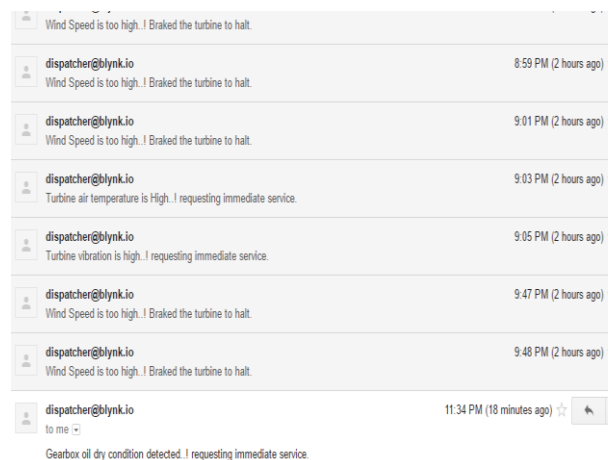 Wind Speed is too high..! Braked the turbine to halt.
dispatcher@blynk.io 8:59 PM (2 hours ago)
Wind Speed is too high..! Braked the turbine to halt.
dispatcher@blynk.io 9:01 PM (2 hours ago)
Wind Speed is too high..! Braked the turbine to halt.
dispatcher@blynk.io 9:03 PM (2 hours ago)
Turbine air temperature is High..! requesting immediate service.
dispatcher@blynk.io 9:05 PM (2 hours ago)
Turbine vibration is high..! requesting immediate service.
dispatcher@blynk.io 9:47 PM (2 hours ago)
Wind Speed is too high..! Braked the turbine to halt.
dispatcher@blynk.io 9:48 PM (2 hours ago)
Wind Speed is too high..! Braked the turbine to halt.
dispatcher@blynk.io 11:34 PM (18 minutes ago)
to me
Gearbox oil dry condition detected..! requesting immediate service.